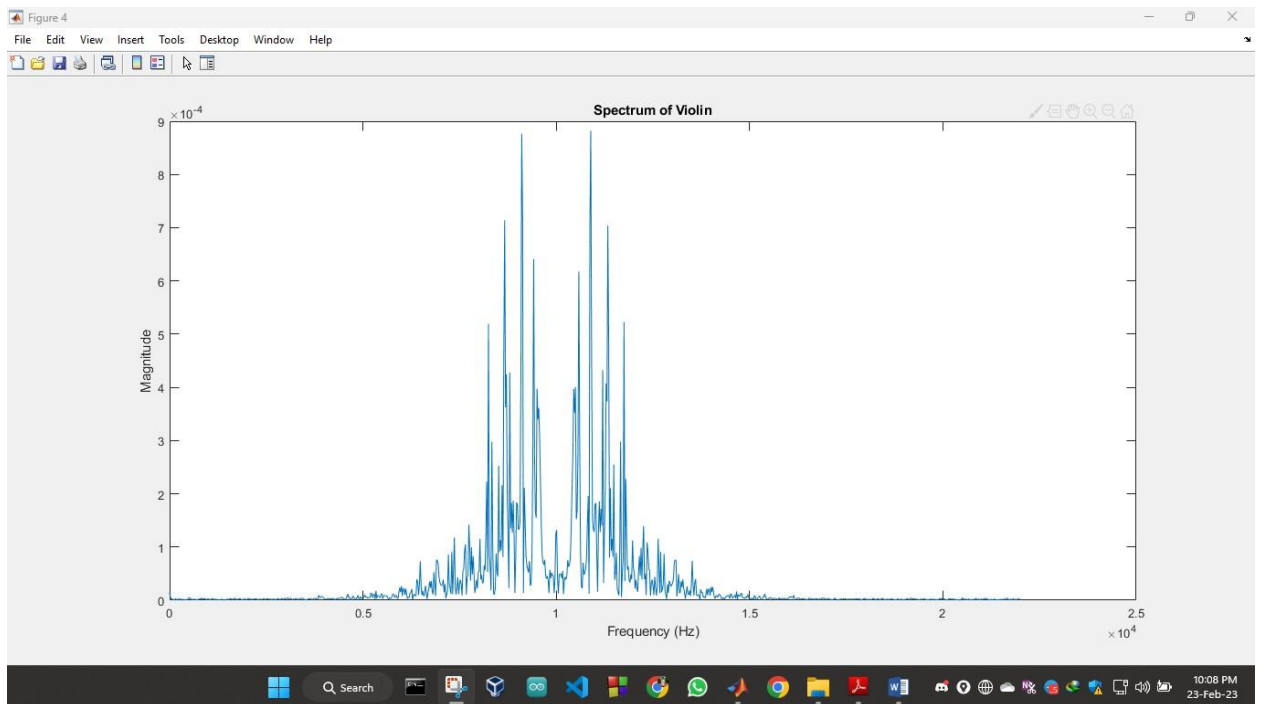 Figure 4
File Edit View Insert Tools Desktop Window Help
Spectrum of Violin
×10-4
9
8
7
6
5
4
3
2
1
0
Magnitude
0 0.5 1 1.5 2 2.5
Frequency (Hz)
×104
Search
10:08 PM
23-Feb-23